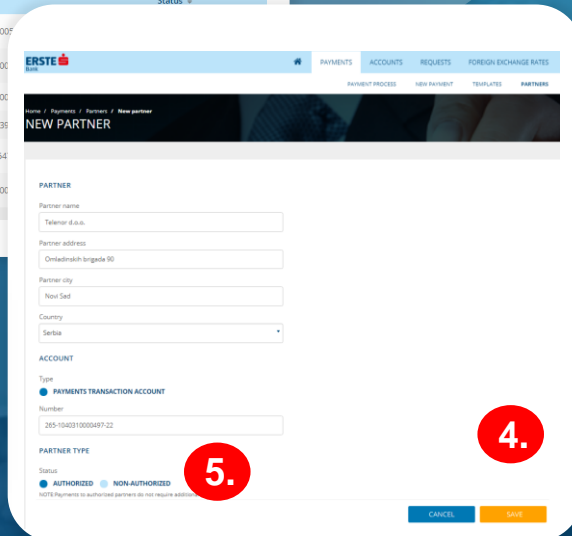 Status
ERSTE
Bank
PAYMENTS ACCOUNTS REQUESTS FOREIGN EXCHANGE RATES
PAYMENT PROCESS NEW PAYMENT TEMPLATES PARTNERS
Home / Payments / Partners / New partner
NEW PARTNER
PARTNER
Partner name
Telenor d.o.o.
Partner address
Omladinskih brigada 90
Partner city
Novi Sad
Country
Serbia
ACCOUNT
Type
PAYMENTS TRANSACTION ACCOUNT
Number
265-1040310000497-22
4.
PARTNER TYPE
5.
Status
AUTHORIZED NON-AUTHORIZED
NOTE Payments to authorized partners do not require
CANCEL SAVE